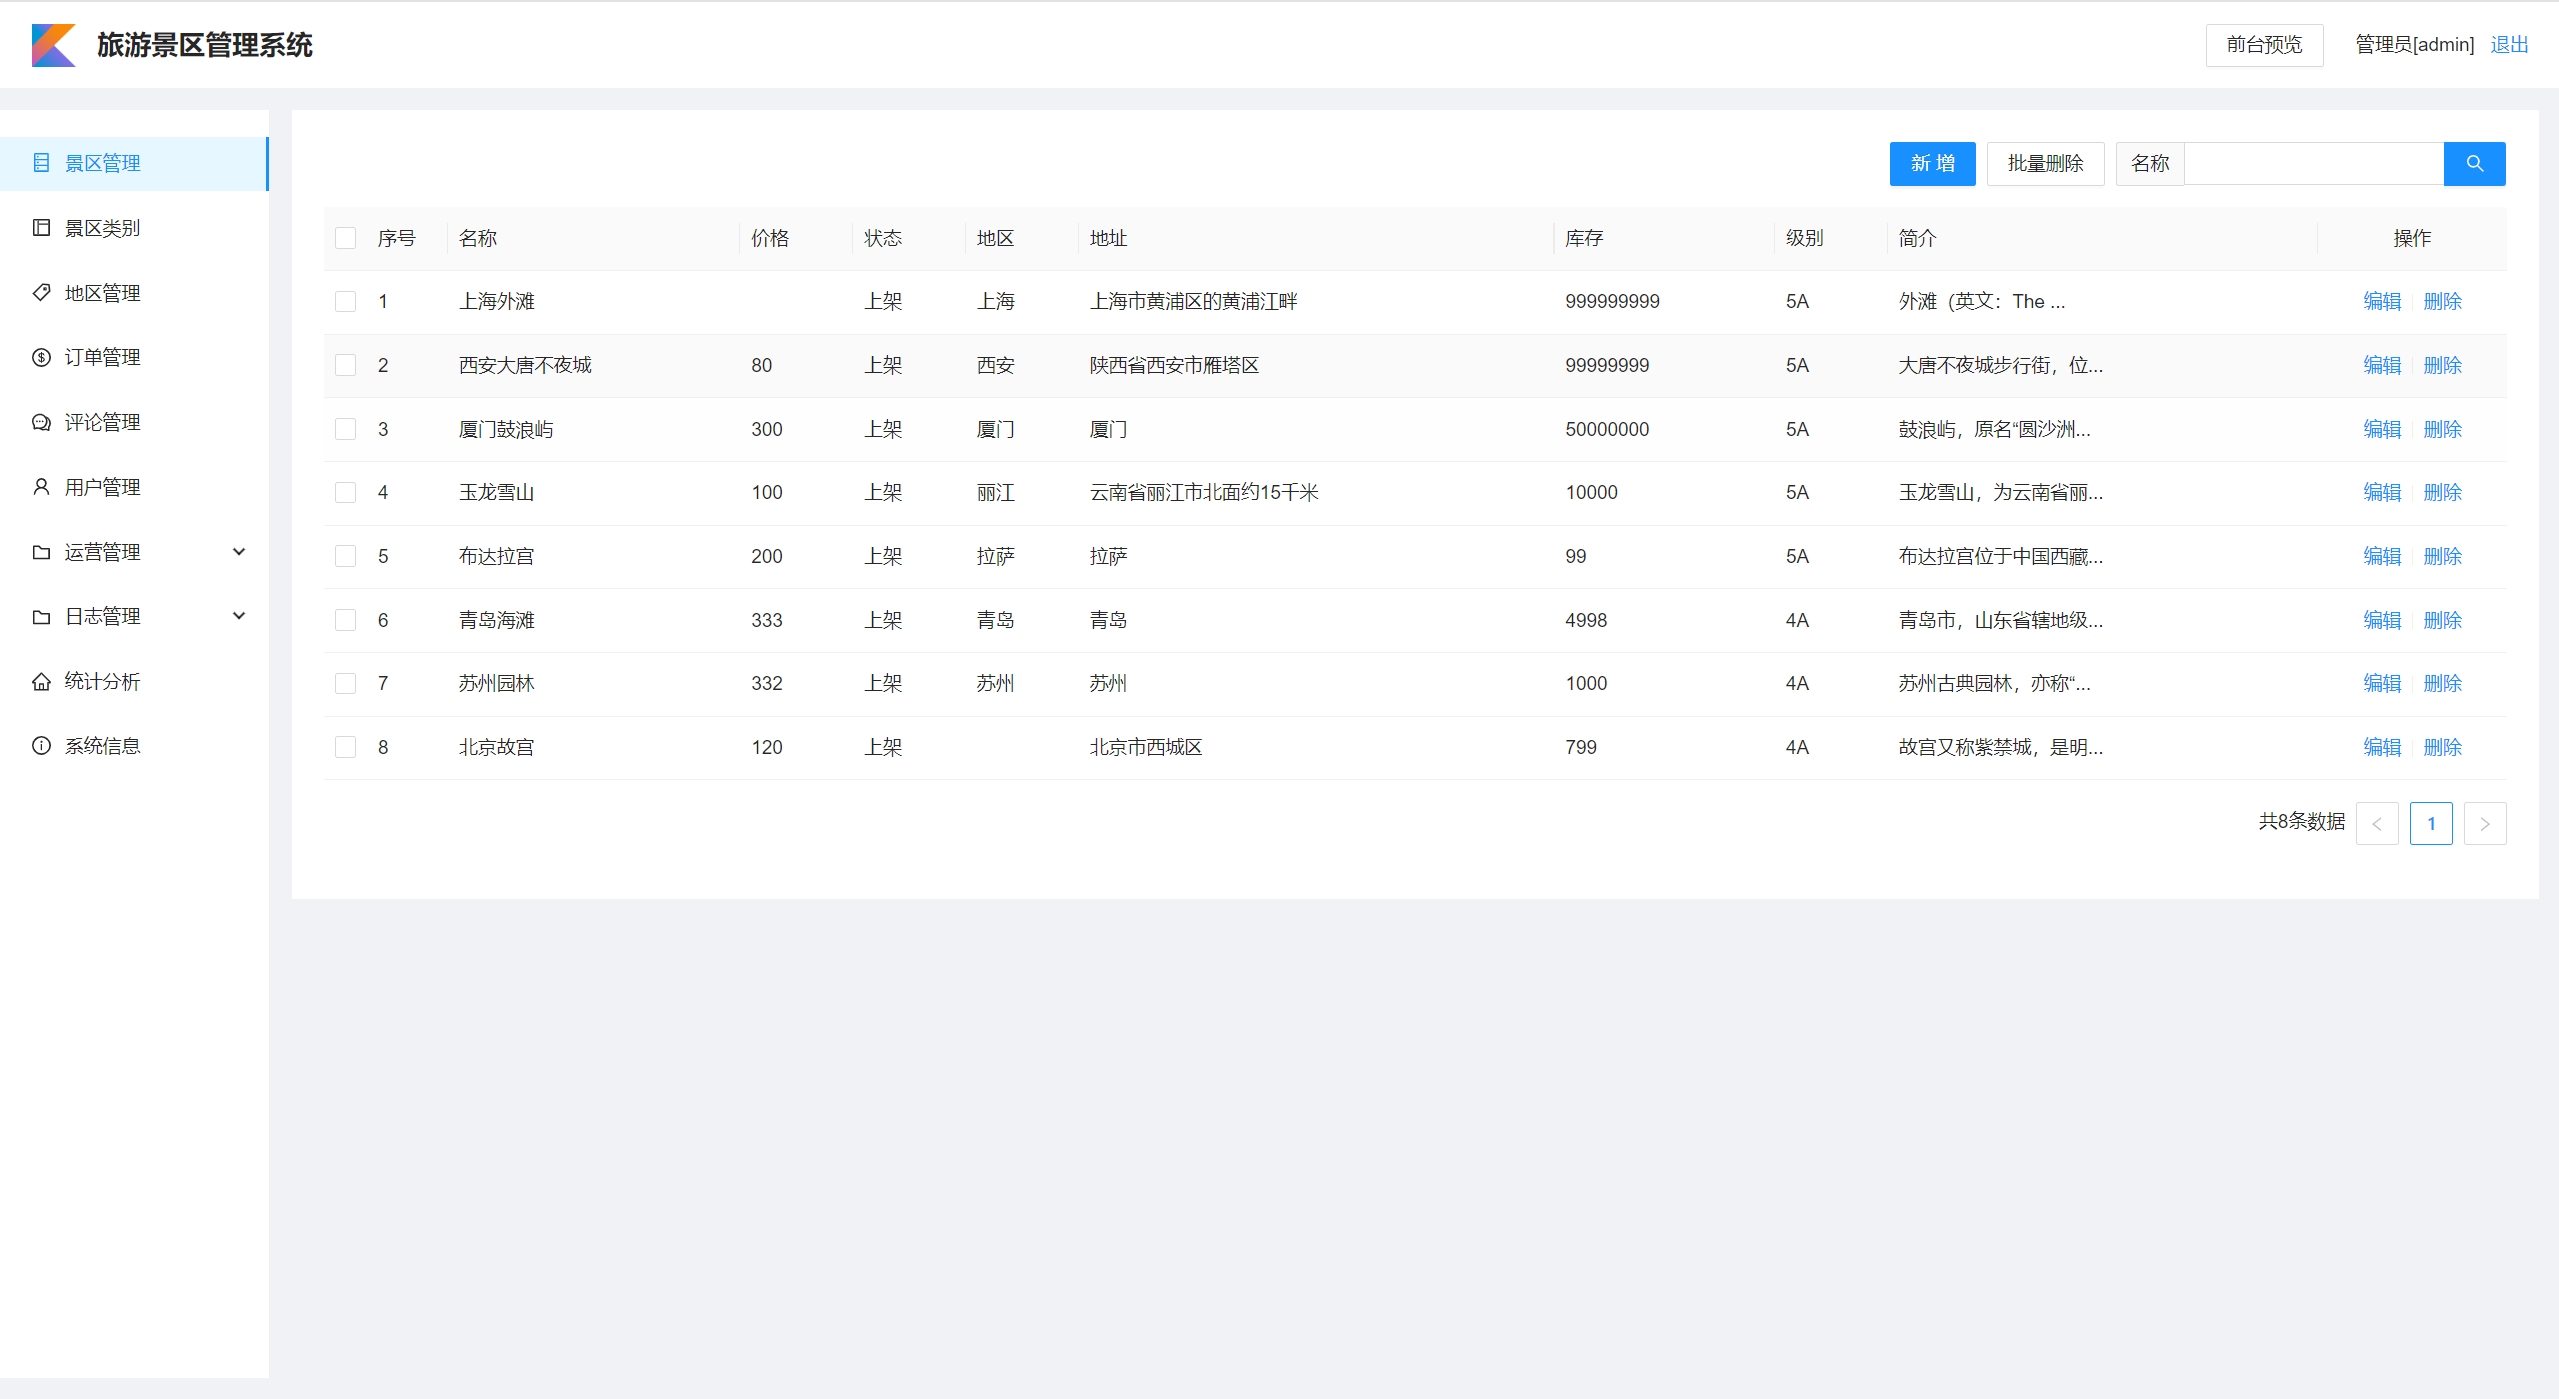 旅游景区管理系统
前台预览 管理员[admin] 退出
景区管理
景区类别
地区管理
订单管理
评论管理
用户管理
运营管理
日志管理
统计分析
系统信息
新 增 批量删除 名称
序号 名称 价格 状态 地区 地址 库存 级别 简介 操作
1 上海外滩 上架 上海 上海市黄浦区的黄浦江畔 999999999 5A 外滩（英文：The ... 编辑 删除
2 西安大唐不夜城 80 上架 西安 陕西省西安市雁塔区 99999999 5A 大唐不夜城步行街，位... 编辑 删除
3 厦门鼓浪屿 300 上架 厦门 厦门 50000000 5A 鼓浪屿，原名“圆沙洲... 编辑 删除
4 玉龙雪山 100 上架 丽江 云南省丽江市北面约15千米 10000 5A 玉龙雪山，为云南省丽... 编辑 删除
5 布达拉宫 200 上架 拉萨 拉萨 99 5A 布达拉宫位于中国西藏... 编辑 删除
6 青岛海滩 333 上架 青岛 青岛 4998 4A 青岛市，山东省辖地级... 编辑 删除
7 苏州园林 332 上架 苏州 苏州 1000 4A 苏州古典园林，亦称“... 编辑 删除
8 北京故宫 120 上架 北京市西城区 799 4A 故宫又称紫禁城，是明... 编辑 删除
共8条数据 < 1 >